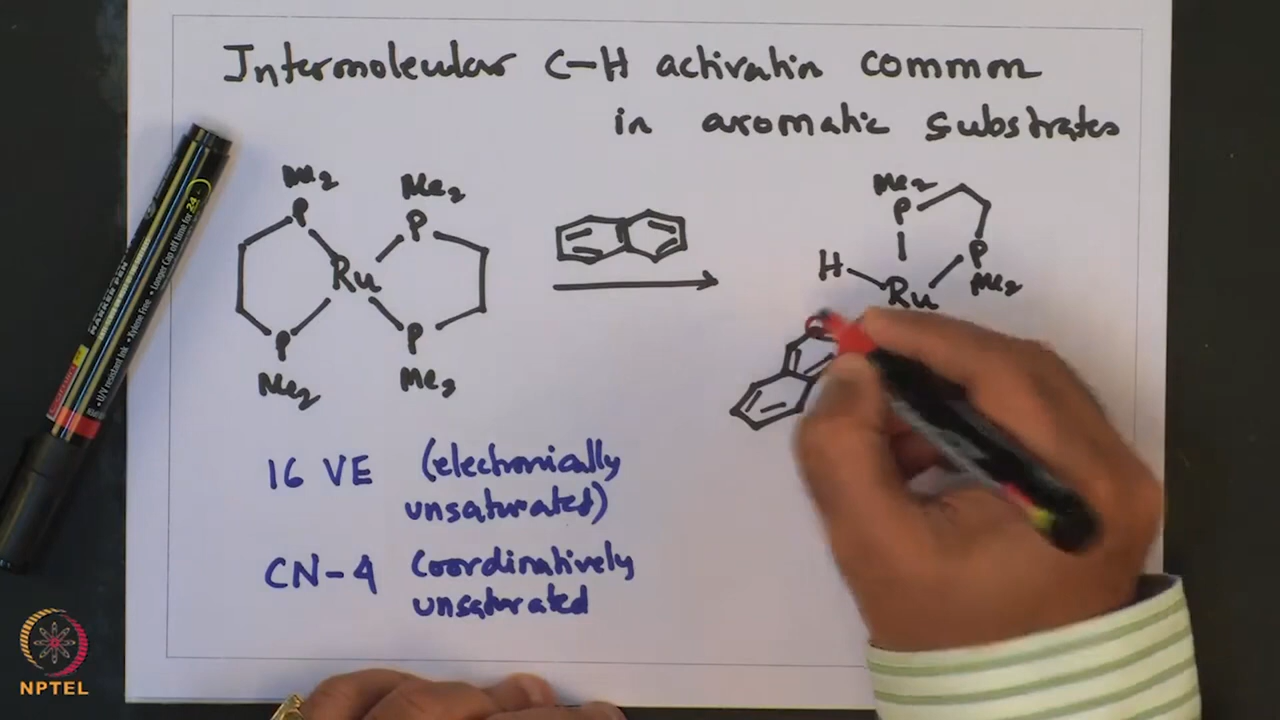 Intermolecular C-H activation common
in aromatic substrates
Me2 Me2 Me2
P P P
H P
Ru Ru Me2
P P
Me2 Me2
16 VE (electronically
unsaturated)
CN-4 Coordinatively
unsaturated
24
NPTEL